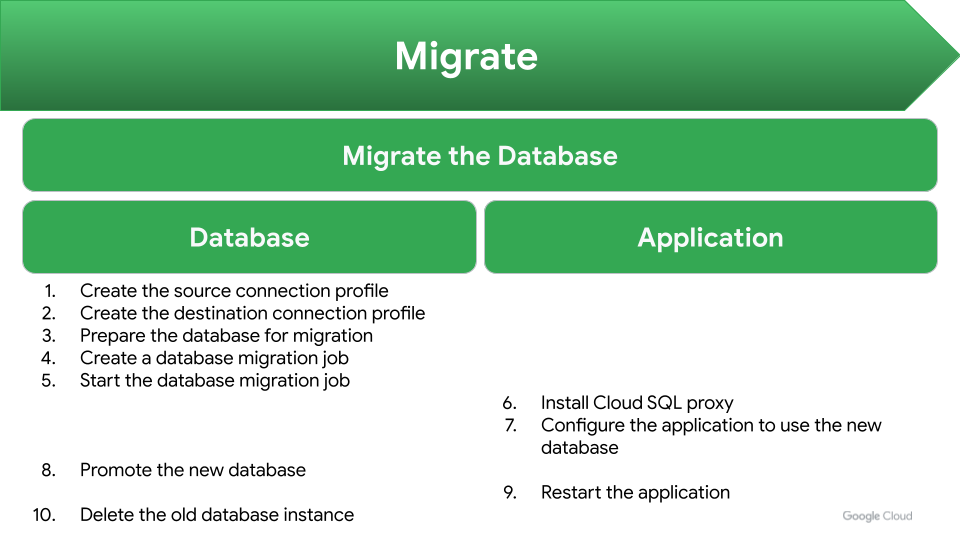 Migrate
Migrate the Database
Database
Application
1. Create the source connection profile
2. Create the destination connection profile
3. Prepare the database for migration
4. Create a database migration job
5. Start the database migration job
6. Install Cloud SQL proxy
7. Configure the application to use the new
database
8. Promote the new database
9. Restart the application
10. Delete the old database instance
Google Cloud